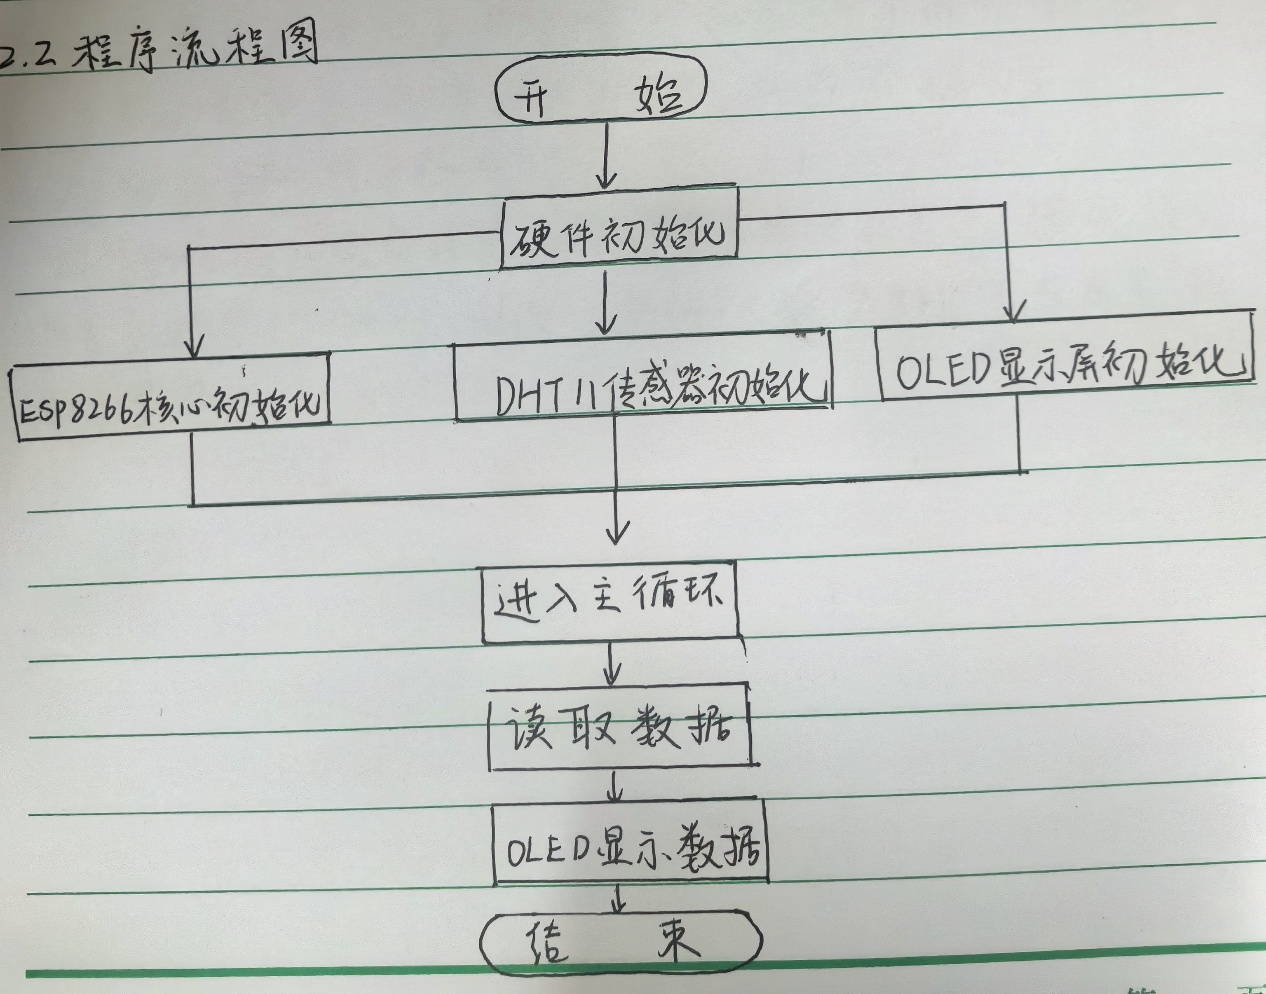 2.2 程序流程图
开 始
硬件初始化
ESP8266核心初始化
DHT11传感器初始化
OLED显示屏初始化
进入主循环
读取数据
OLED显示数据
结 束